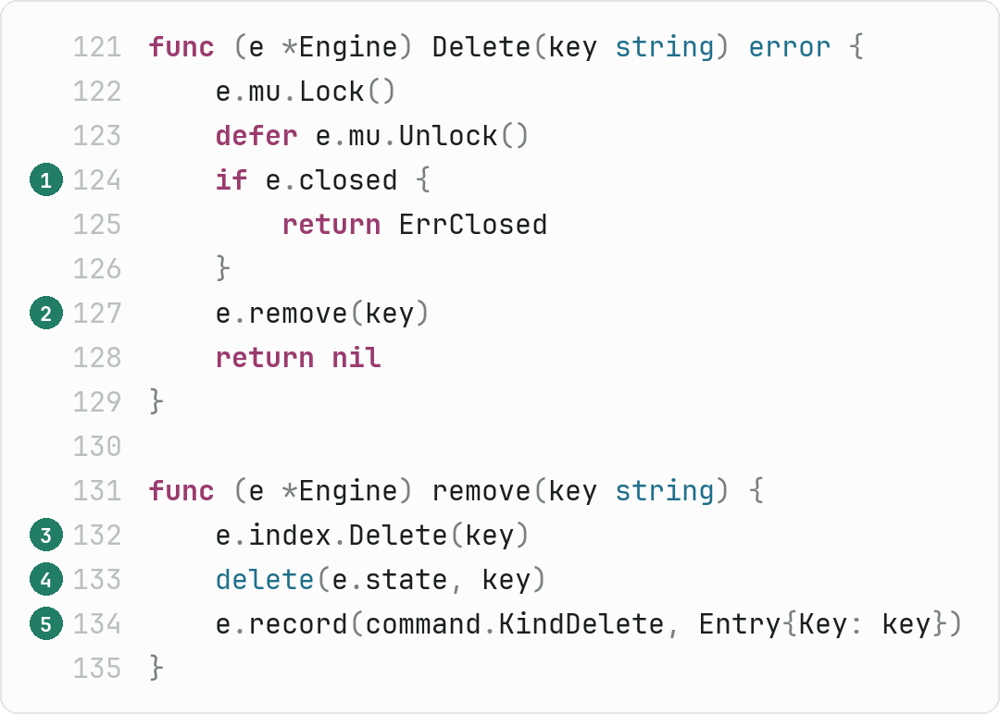 121 func (e *Engine) Delete(key string) error {
122     e.mu.Lock()
123     defer e.mu.Unlock()
1 124     if e.closed {
125         return ErrClosed
126     }
2 127     e.remove(key)
128     return nil
129 }
130
131 func (e *Engine) remove(key string) {
3 132     e.index.Delete(key)
4 133     delete(e.state, key)
5 134     e.record(command.KindDelete, Entry{Key: key})
135 }